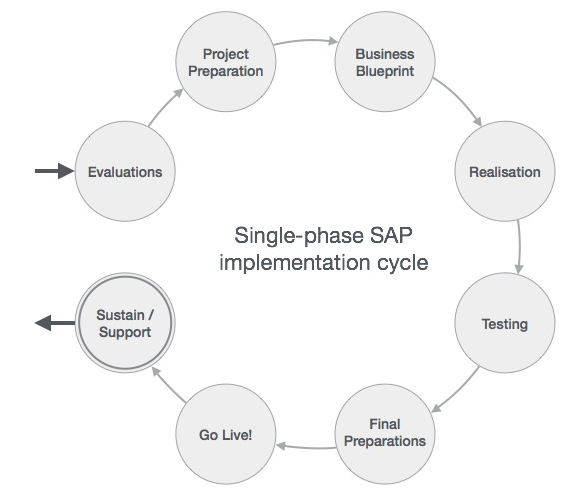 Project
Preparation
Business
Blueprint
Evaluations
Realisation
Single-phase SAP
implementation cycle
Sustain /
Support
Testing
Go Live!
Final
Preparations